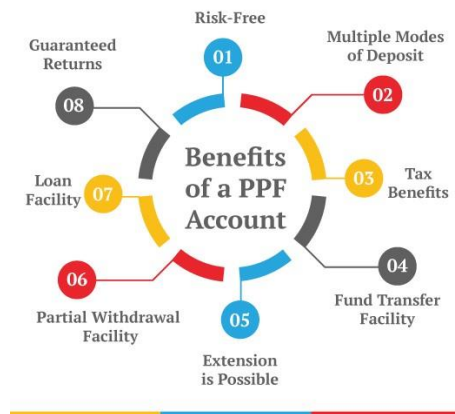 Benefits
of a PPF
Account
01
Risk-Free
02
Multiple Modes
of Deposit
03
Tax
Benefits
04
Fund Transfer
Facility
05
Extension
is Possible
06
Partial Withdrawal
Facility
07
Loan
Facility
08
Guaranteed
Returns